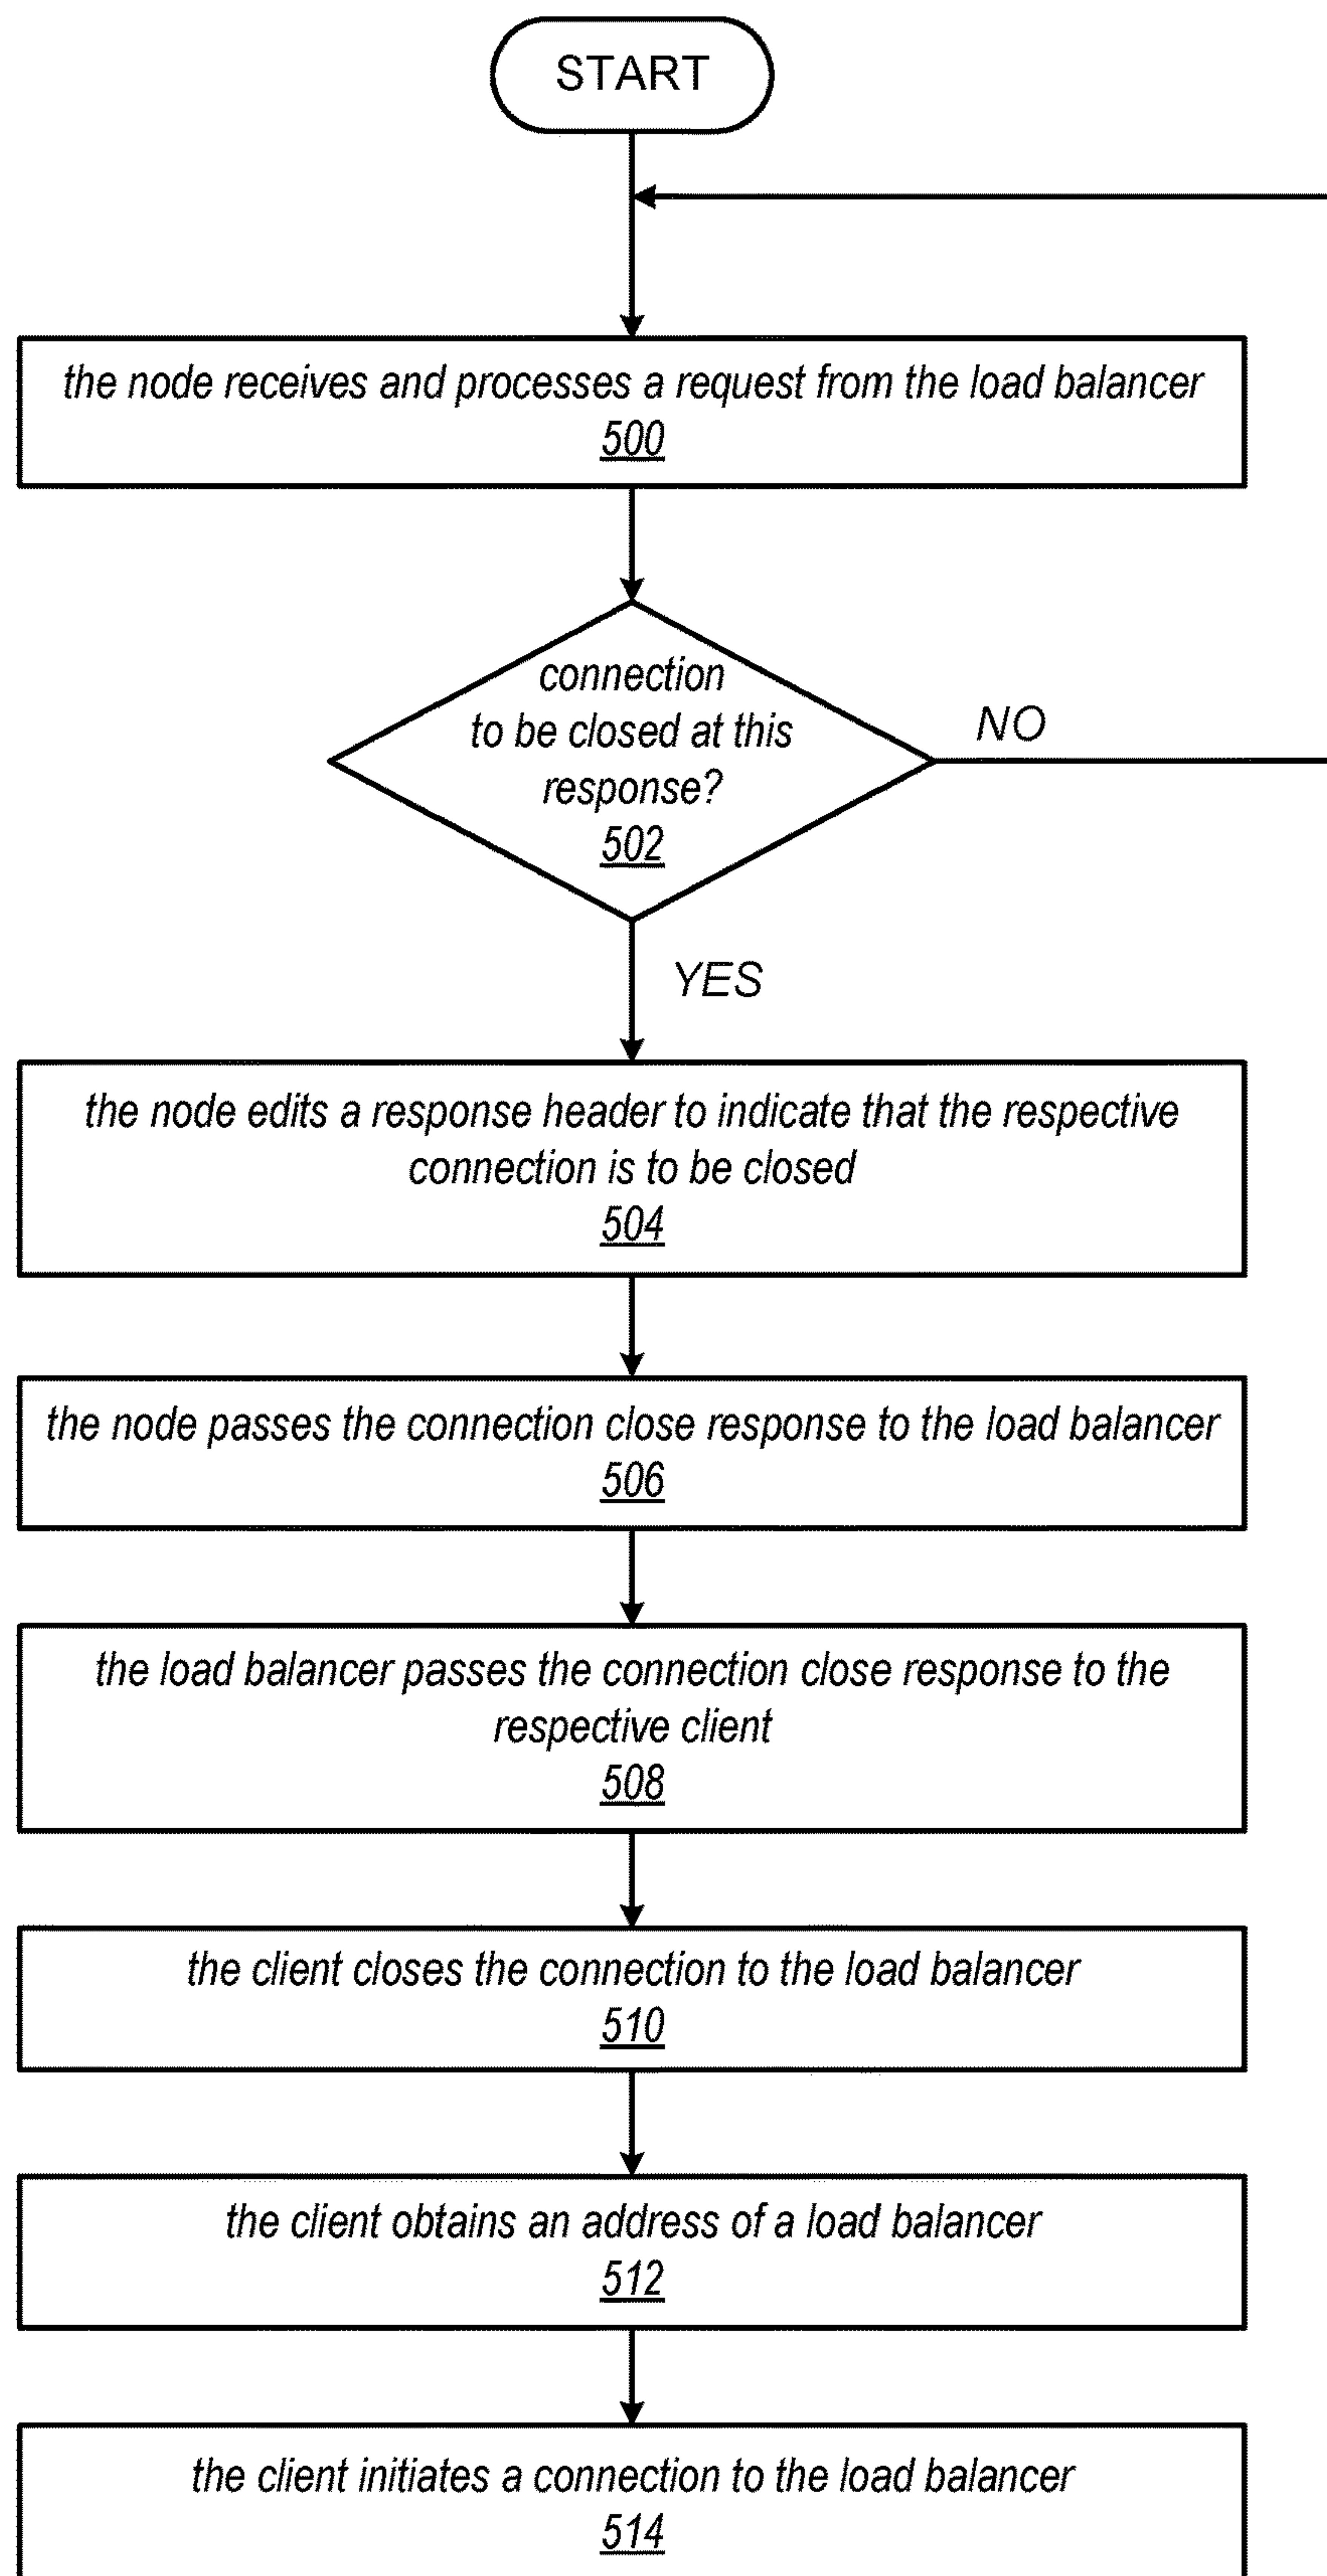 START
the node receives and processes a request from the load balancer
500
connection
to be closed at this
response?
502
NO
YES
the node edits a response header to indicate that the respective
connection is to be closed
504
the node passes the connection close response to the load balancer
506
the load balancer passes the connection close response to the
respective client
508
the client closes the connection to the load balancer
510
the client obtains an address of a load balancer
512
the client initiates a connection to the load balancer
514